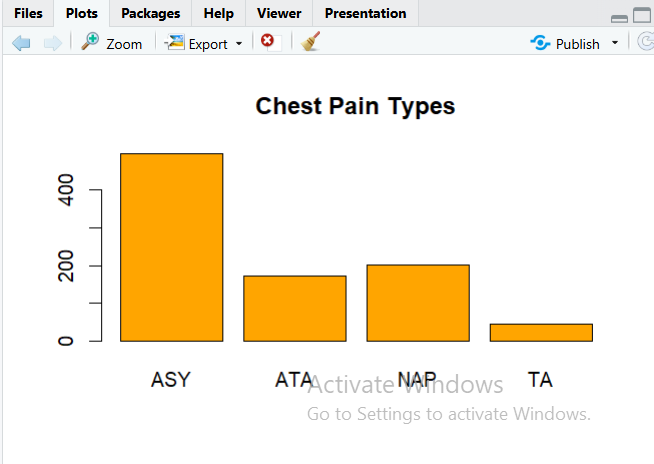 Files Plots Packages Help Viewer Presentation
Zoom Export Publish
Chest Pain Types
400
200
0
ASY ATA NAP TA
Activate Windows
Go to Settings to activate Windows.